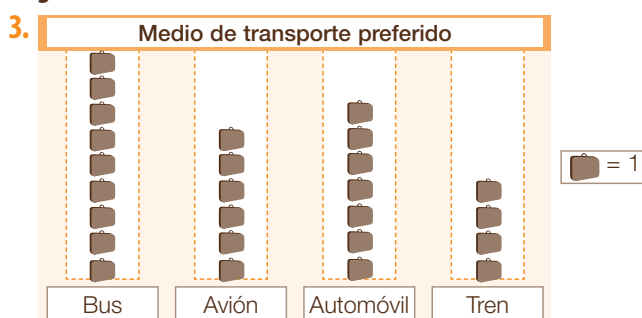 3.
Medio de transporte preferido
= 1
Bus Avión Automóvil Tren